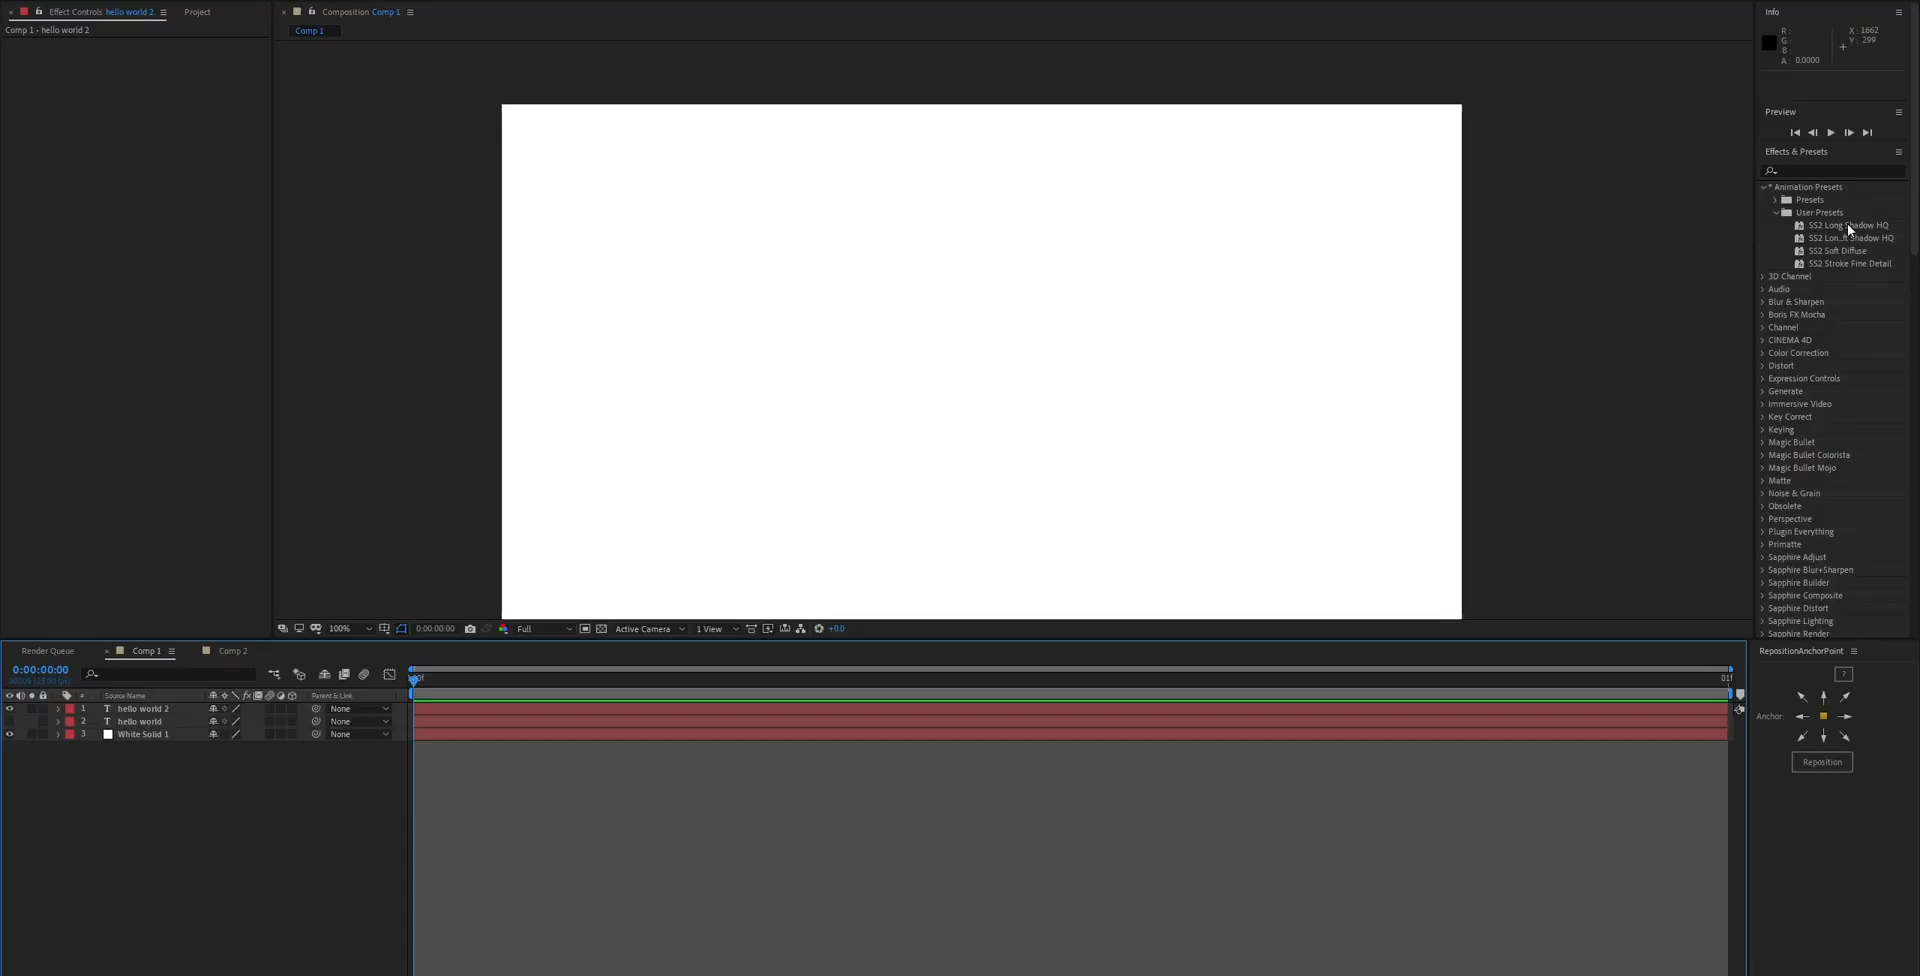 Effect Controls hello world 2
Project
Comp 1 • hello world 2
Composition Comp 1
Comp 1
Info
R :
G :
B :
A : 0.0000
X : 1662
Y : 299
Preview
Effects & Presets
* Animation Presets
Presets
User Presets
SS2 Long Shadow HQ
SS2 Lon...ft Shadow HQ
SS2 Soft Diffuse
SS2 Stroke Fine Detail
3D Channel
Audio
Blur & Sharpen
Boris FX Mocha
Channel
CINEMA 4D
Color Correction
Distort
Expression Controls
Generate
Immersive Video
Key Correct
Keying
Magic Bullet
Magic Bullet Colorista
Magic Bullet Mojo
Matte
Noise & Grain
Obsolete
Perspective
Plugin Everything
Primatte
Sapphire Adjust
Sapphire Blur+Sharpen
Sapphire Builder
Sapphire Composite
Sapphire Distort
Sapphire Lighting
Sapphire Render
100%
0:00:00:00
Full
Active Camera
1 View
+0.0
Render Queue
Comp 1
Comp 2
0:00:00:00
# Source Name
fx
Parent & Link
1 T hello world 2 None
2 T hello world None
3 White Solid 1 None
01f
RepositionAnchorPoint
?
Anchor:
Reposition